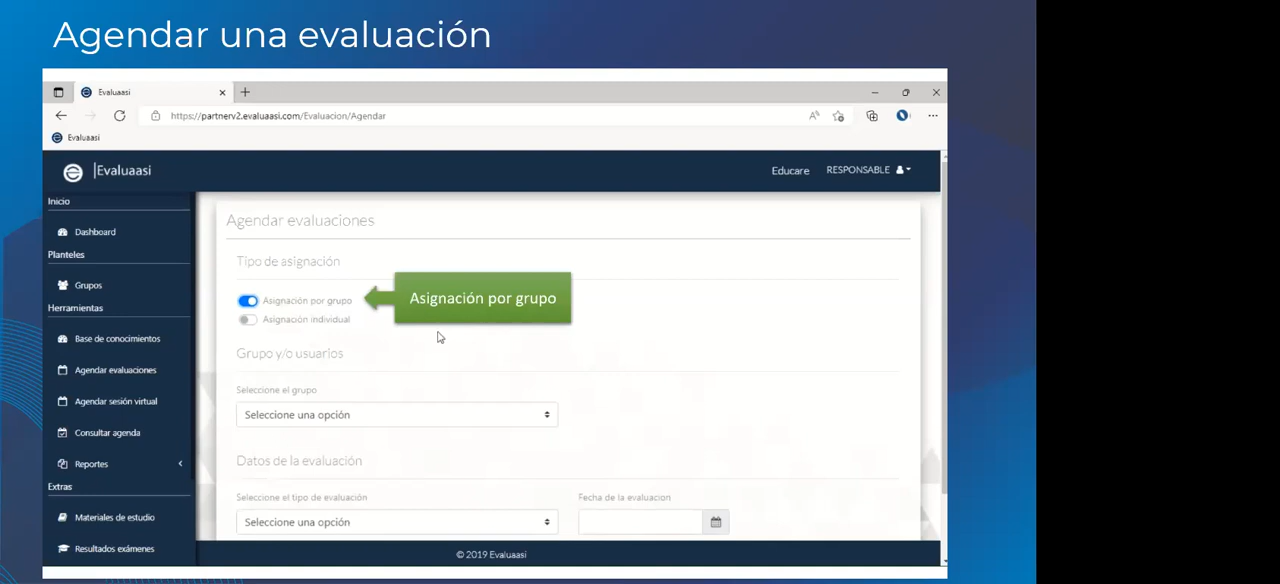 Agendar una evaluación
Evaluaasi
https://partnerv2.evaluaasi.com/Evaluacion/Agendar
Evaluaasi
|Evaluaasi
Educare
RESPONSABLE
Inicio
Dashboard
Planteles
Grupos
Herramientas
Base de conocimientos
Agendar evaluaciones
Agendar sesión virtual
Consultar agenda
Reportes
Extras
Materiales de estudio
Resultados exámenes
Agendar evaluaciones
Tipo de asignación
Asignación por grupo
Asignación por grupo
Asignación individual
Grupo y/o usuarios
Seleccione el grupo
Seleccione una opción
Datos de la evaluación
Seleccione el tipo de evaluación
Fecha de la evaluacion
Seleccione una opción
© 2019 Evaluaasi